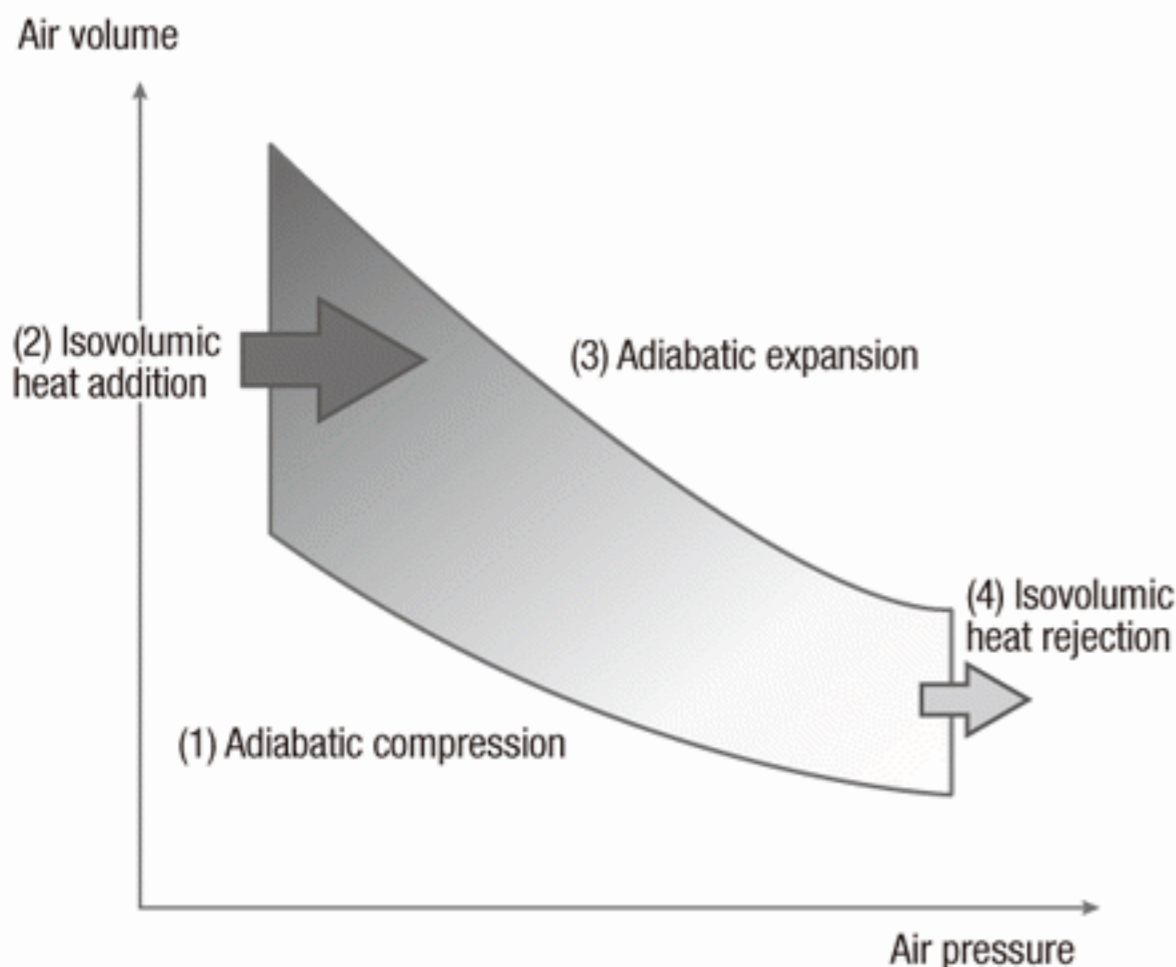 Air volume
(2) Isovolumic
heat addition
(3) Adiabatic expansion
(4) Isovolumic
heat rejection
(1) Adiabatic compression
Air pressure